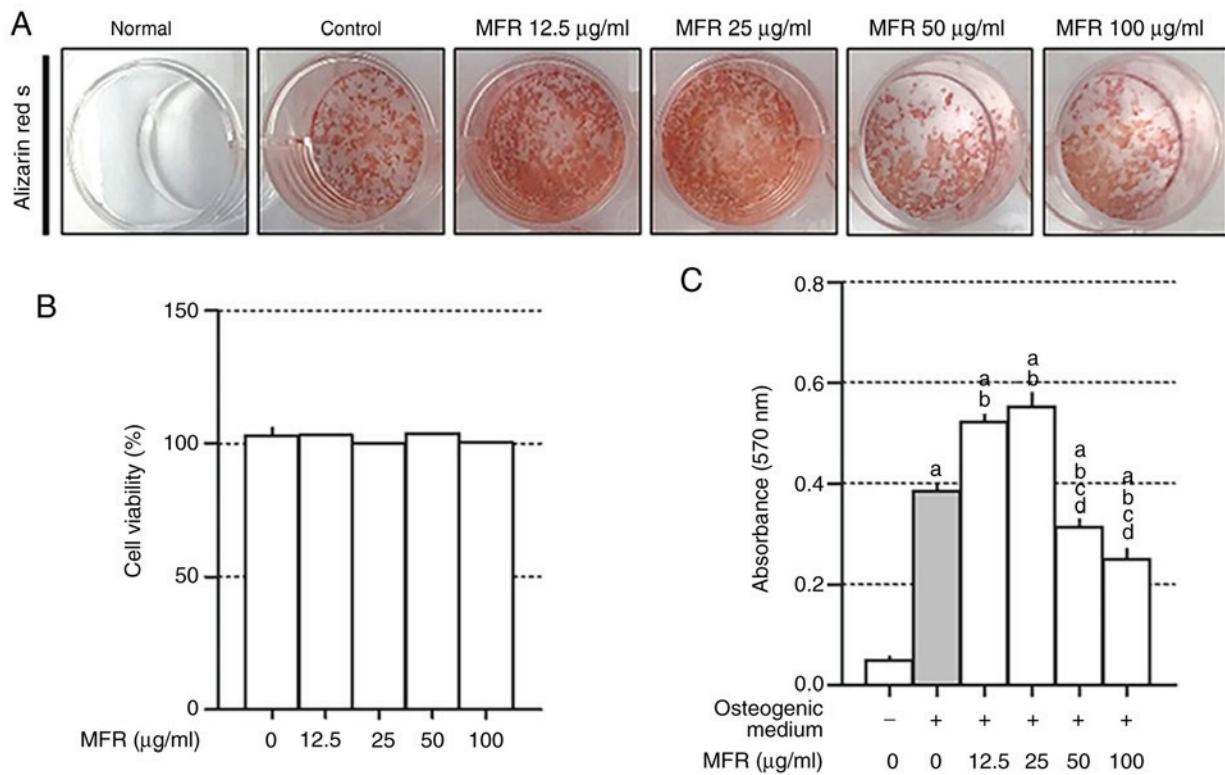 A
Normal
Control
MFR 12.5 μg/ml
MFR 25 μg/ml
MFR 50 μg/ml
MFR 100 μg/ml
Alizarin red s
B
150
100
50
0
Cell viability (%)
MFR (μg/ml)
0 12.5 25 50 100
C
0.8
0.6
0.4
0.2
0.0
Absorbance (570 nm)
a
a
b
a
b
a
b
c
d
a
b
c
d
Osteogenic
medium
– + + + + +
MFR (μg/ml)
0 0 12.5 25 50 100